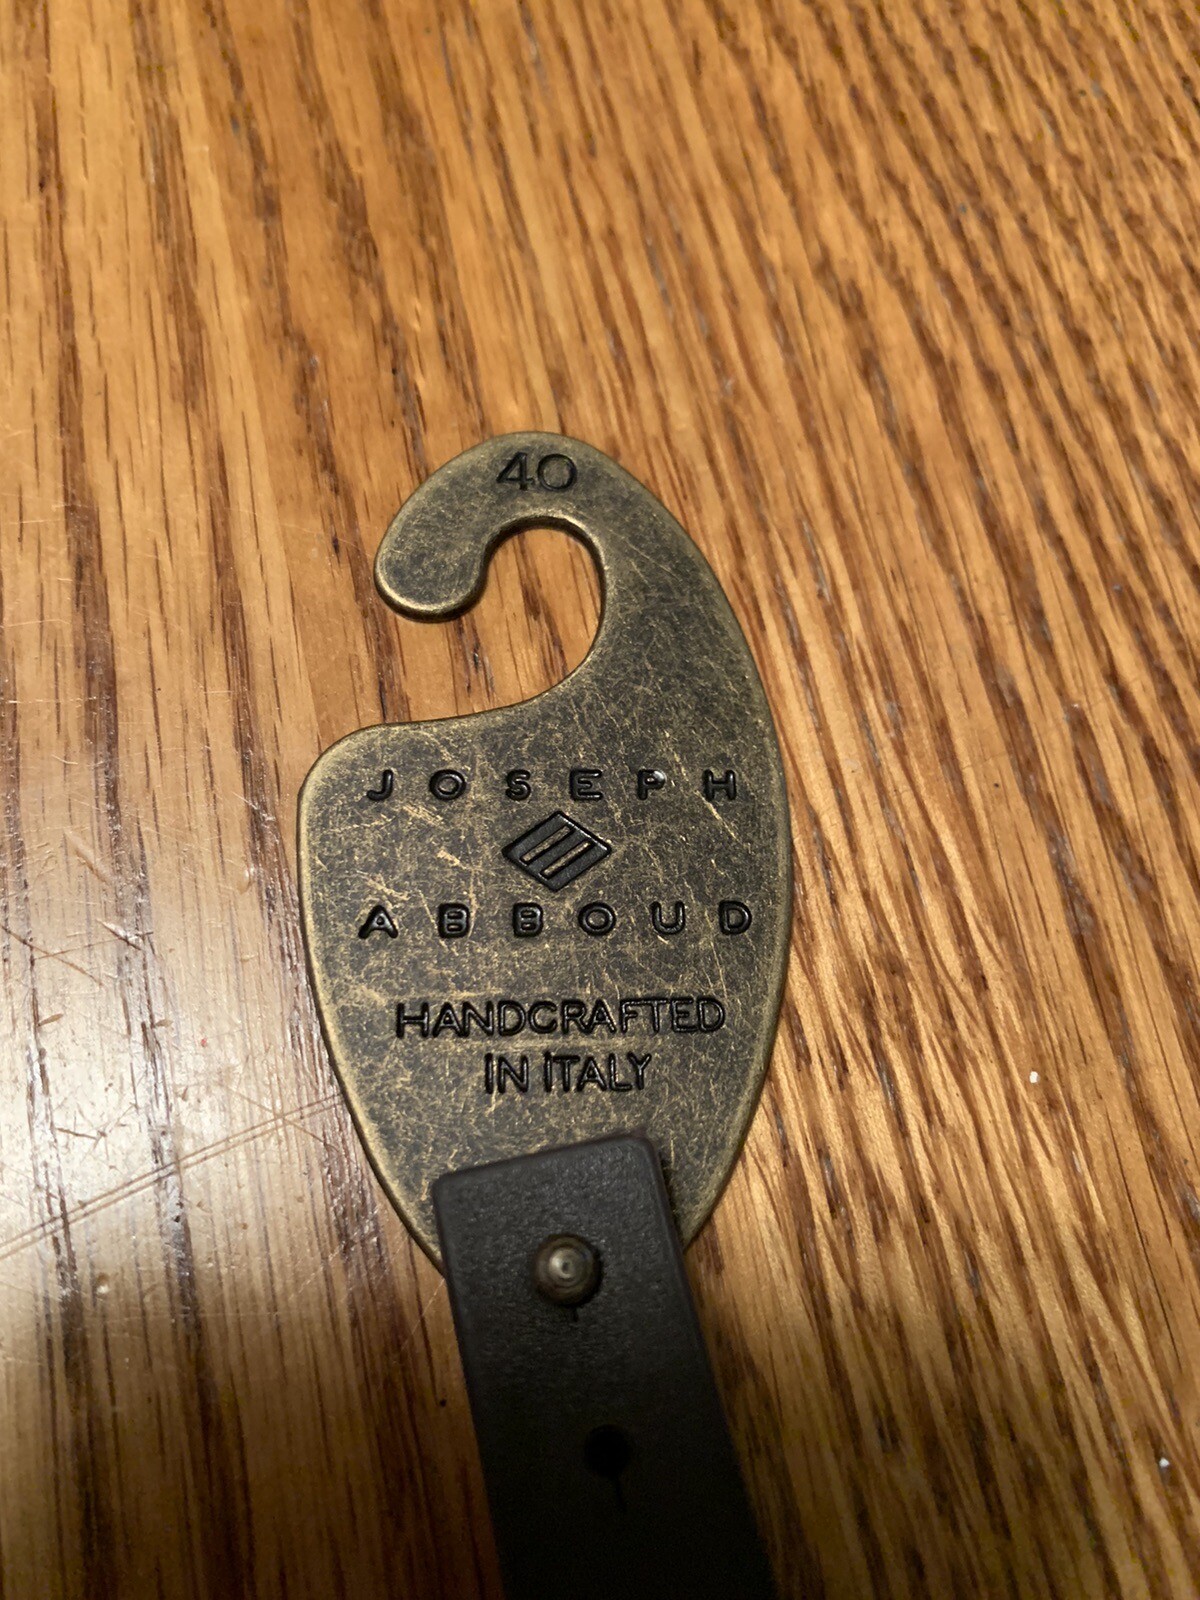 40
JOSEPH
ABBOUD
HANDCRAFTED
IN ITALY